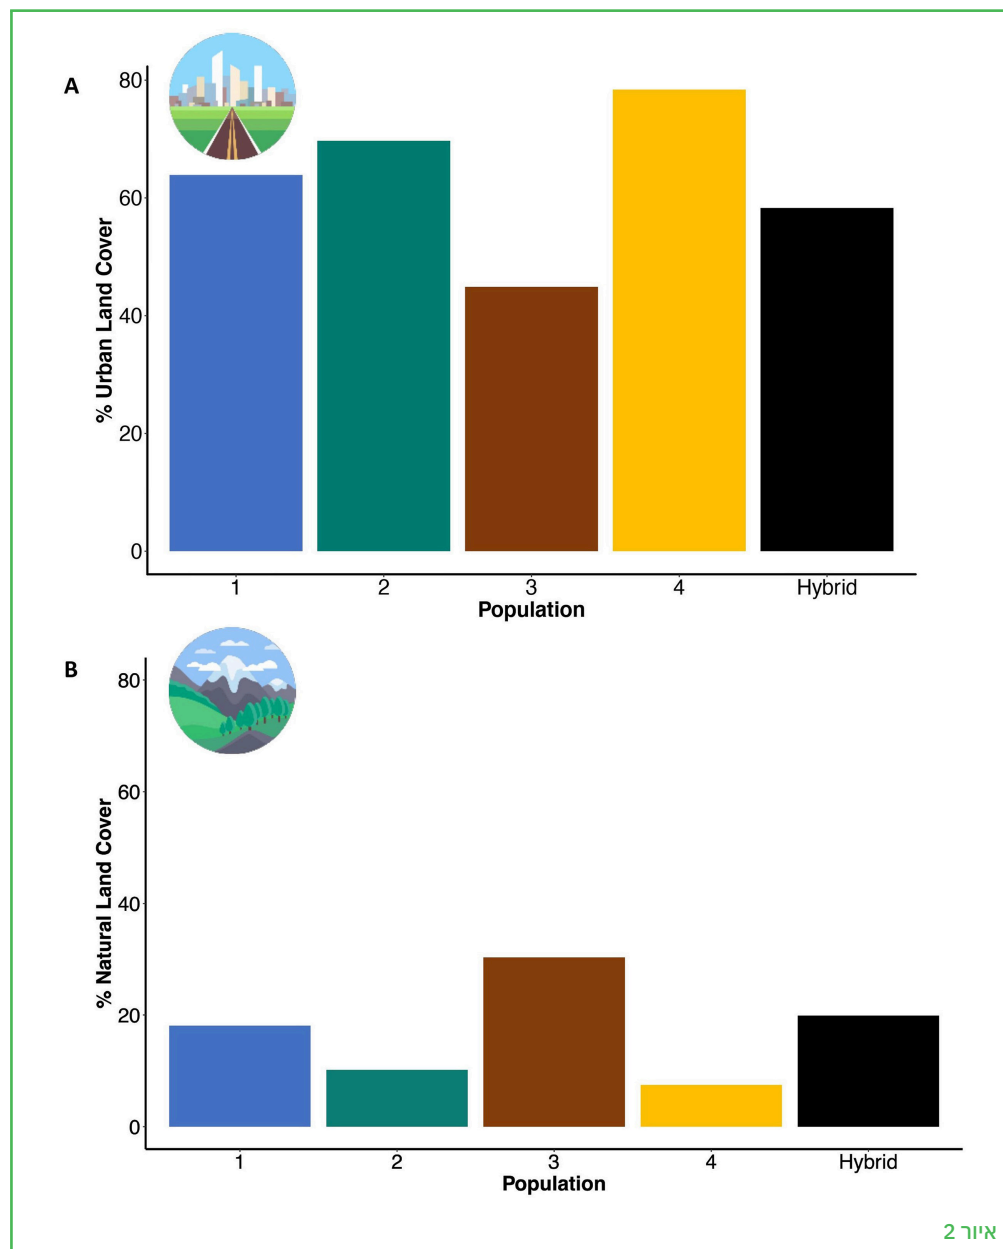 A
% Urban Land Cover
80
60
40
20
0
1 2 3 4 Hybrid
Population
B
% Natural Land Cover
80
60
40
20
0
1 2 3 4 Hybrid
Population
איור 2